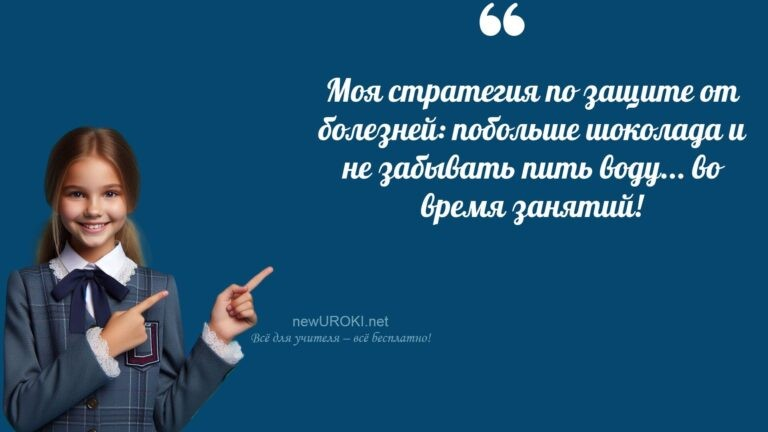 “
Моя стратегия по защите от
болезней: побольше шоколада и
не забывать пить воду... во
время занятий!
newUROKI.net
Всё для учителя – всё бесплатно!